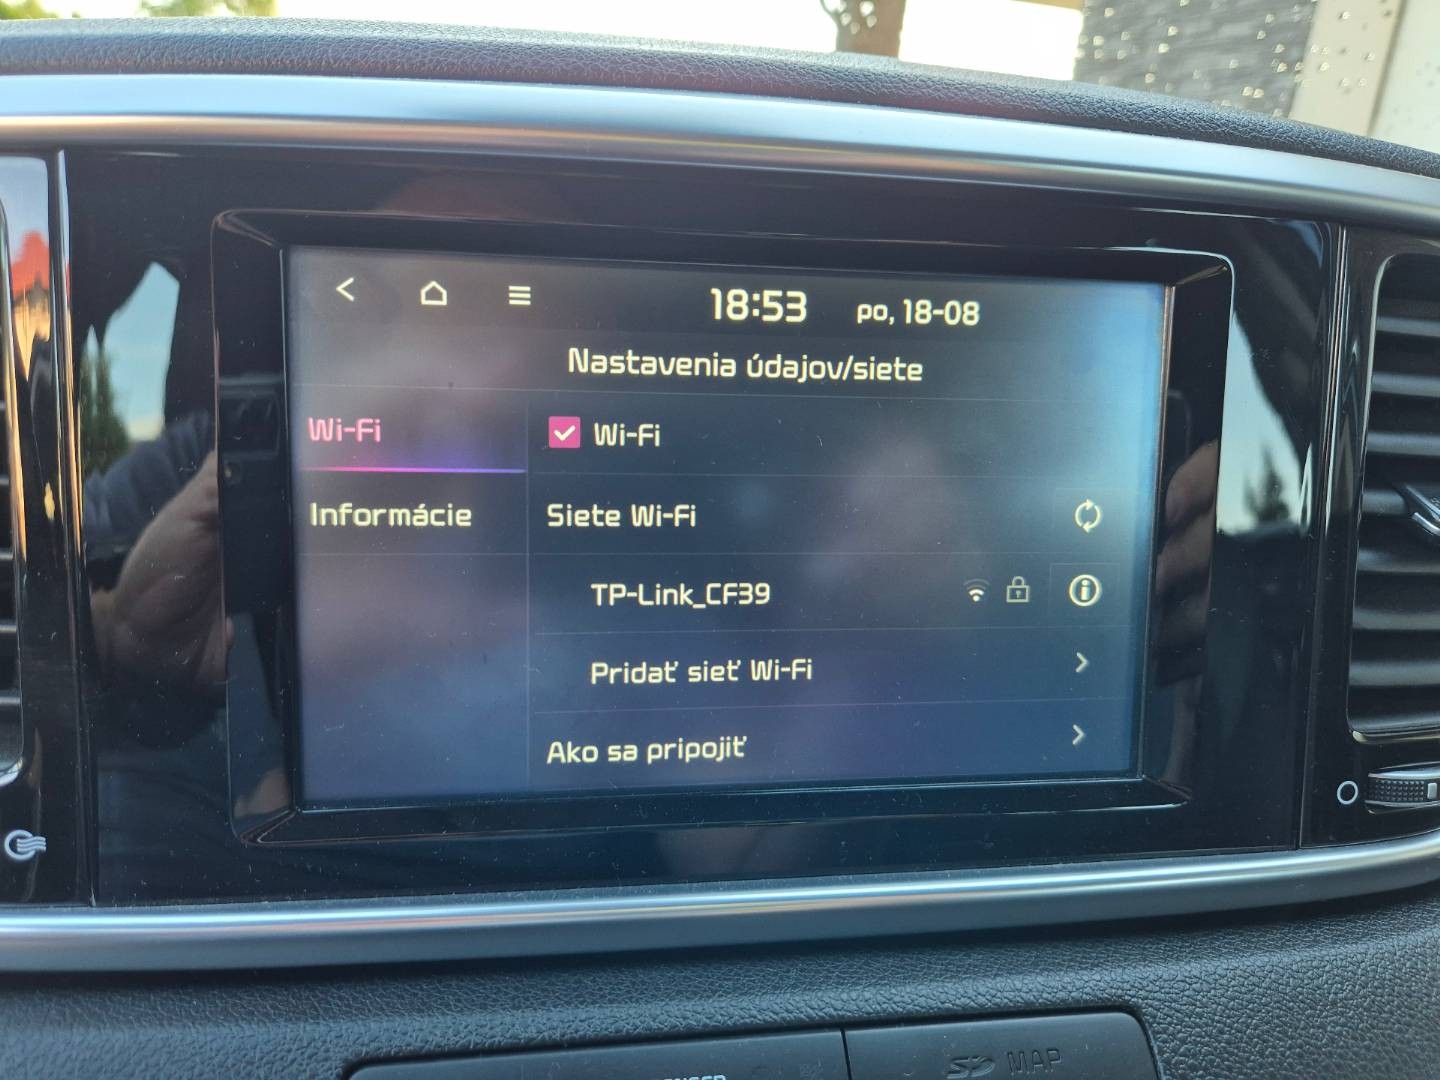 18:53 po, 18-08
Nastavenia údajov/siete
Wi-Fi
Wi-Fi
Informácie
Siete Wi-Fi
TP-Link_CF39
Pridať sieť Wi-Fi
Ako sa pripojiť
SD MAP